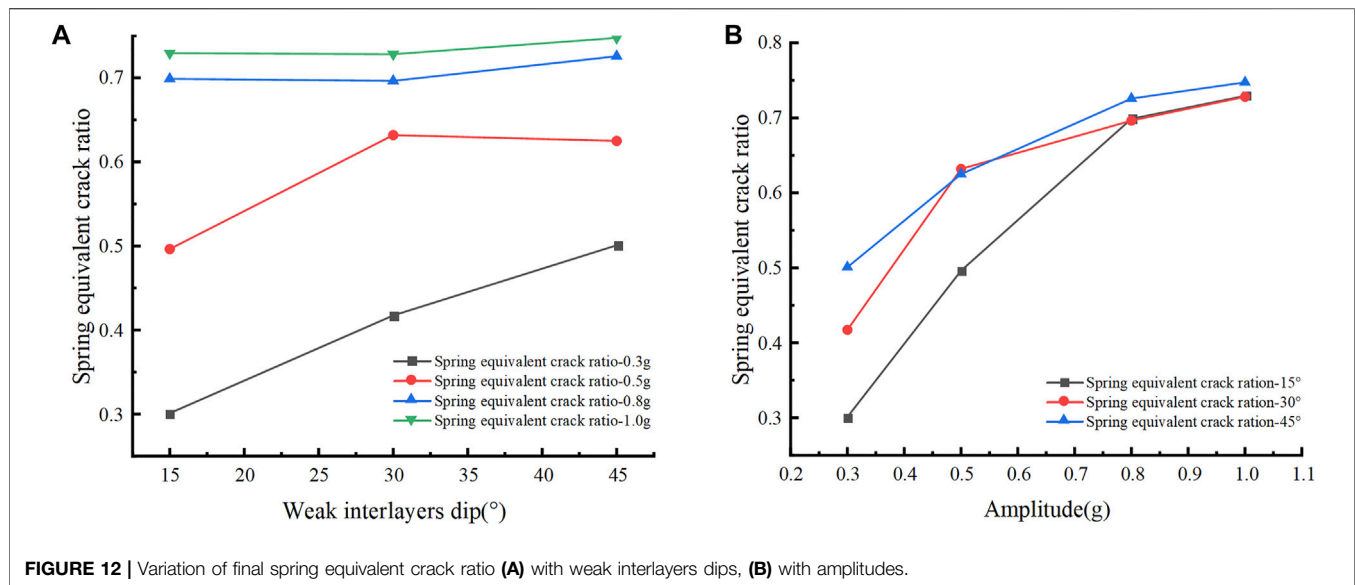 A
Spring equivalent crack ratio
0.7
0.6
0.5
0.4
0.3
15
20
25
30
35
40
45
Weak interlayers dip(°)
Spring equivalent crack ratio-0.3g
Spring equivalent crack ratio-0.5g
Spring equivalent crack ratio-0.8g
Spring equivalent crack ratio-1.0g
B
Spring equivalent crack ratio
0.8
0.7
0.6
0.5
0.4
0.3
0.2
0.3
0.4
0.5
0.6
0.7
0.8
0.9
1.0
1.1
Amplitude(g)
Spring equivalent crack ration-15°
Spring equivalent crack ration-30°
Spring equivalent crack ration-45°
FIGURE 12 | Variation of final spring equivalent crack ratio (A) with weak interlayers dips, (B) with amplitudes.